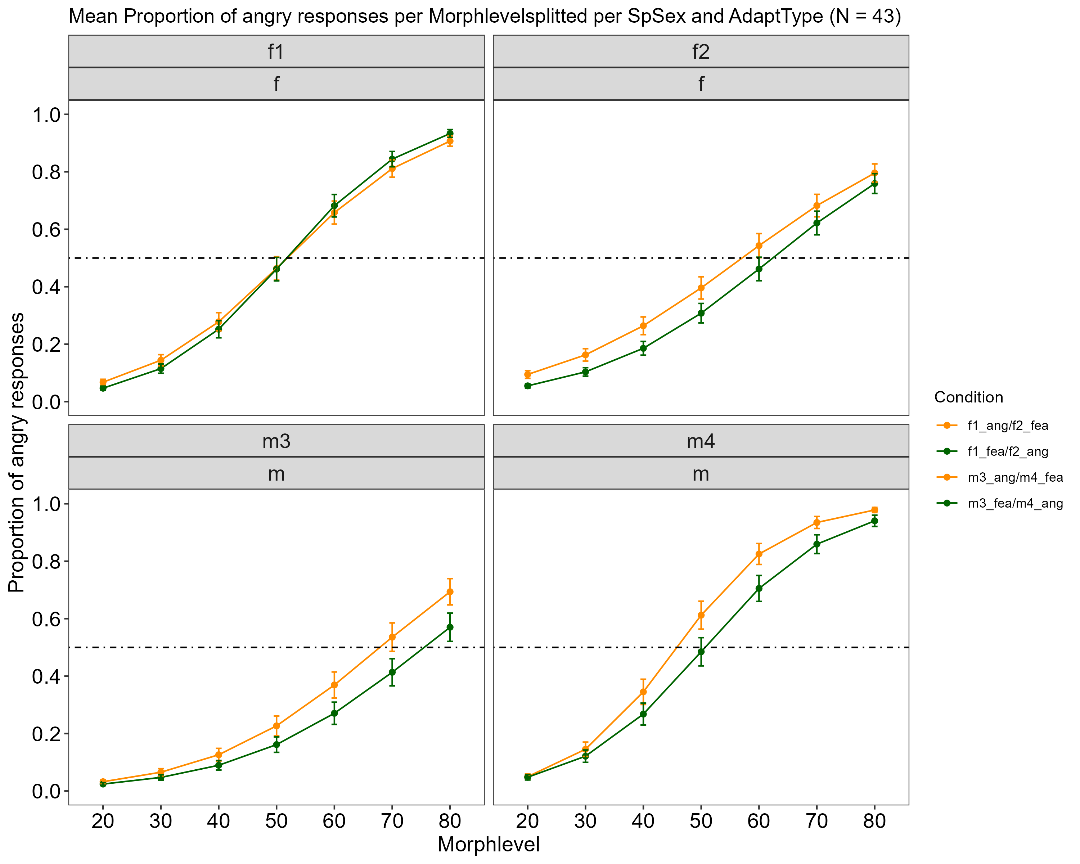 Mean Proportion of angry responses per Morphlevelsplitted per SpSex and AdaptType (N = 43)
f1
f2
f
f
1.0
0.8
0.6
0.4
0.2
0.0
m3
m4
m
m
1.0
0.8
0.6
0.4
0.2
0.0
Proportion of angry responses
20 30 40 50 60 70 80
20 30 40 50 60 70 80
Morphlevel
Condition
f1_ang/f2_fea
f1_fea/f2_ang
m3_ang/m4_fea
m3_fea/m4_ang